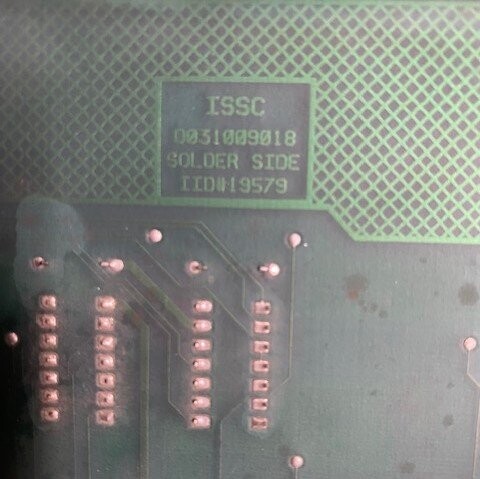 ISSC
0031009018
SOLDER SIDE
IID#19579